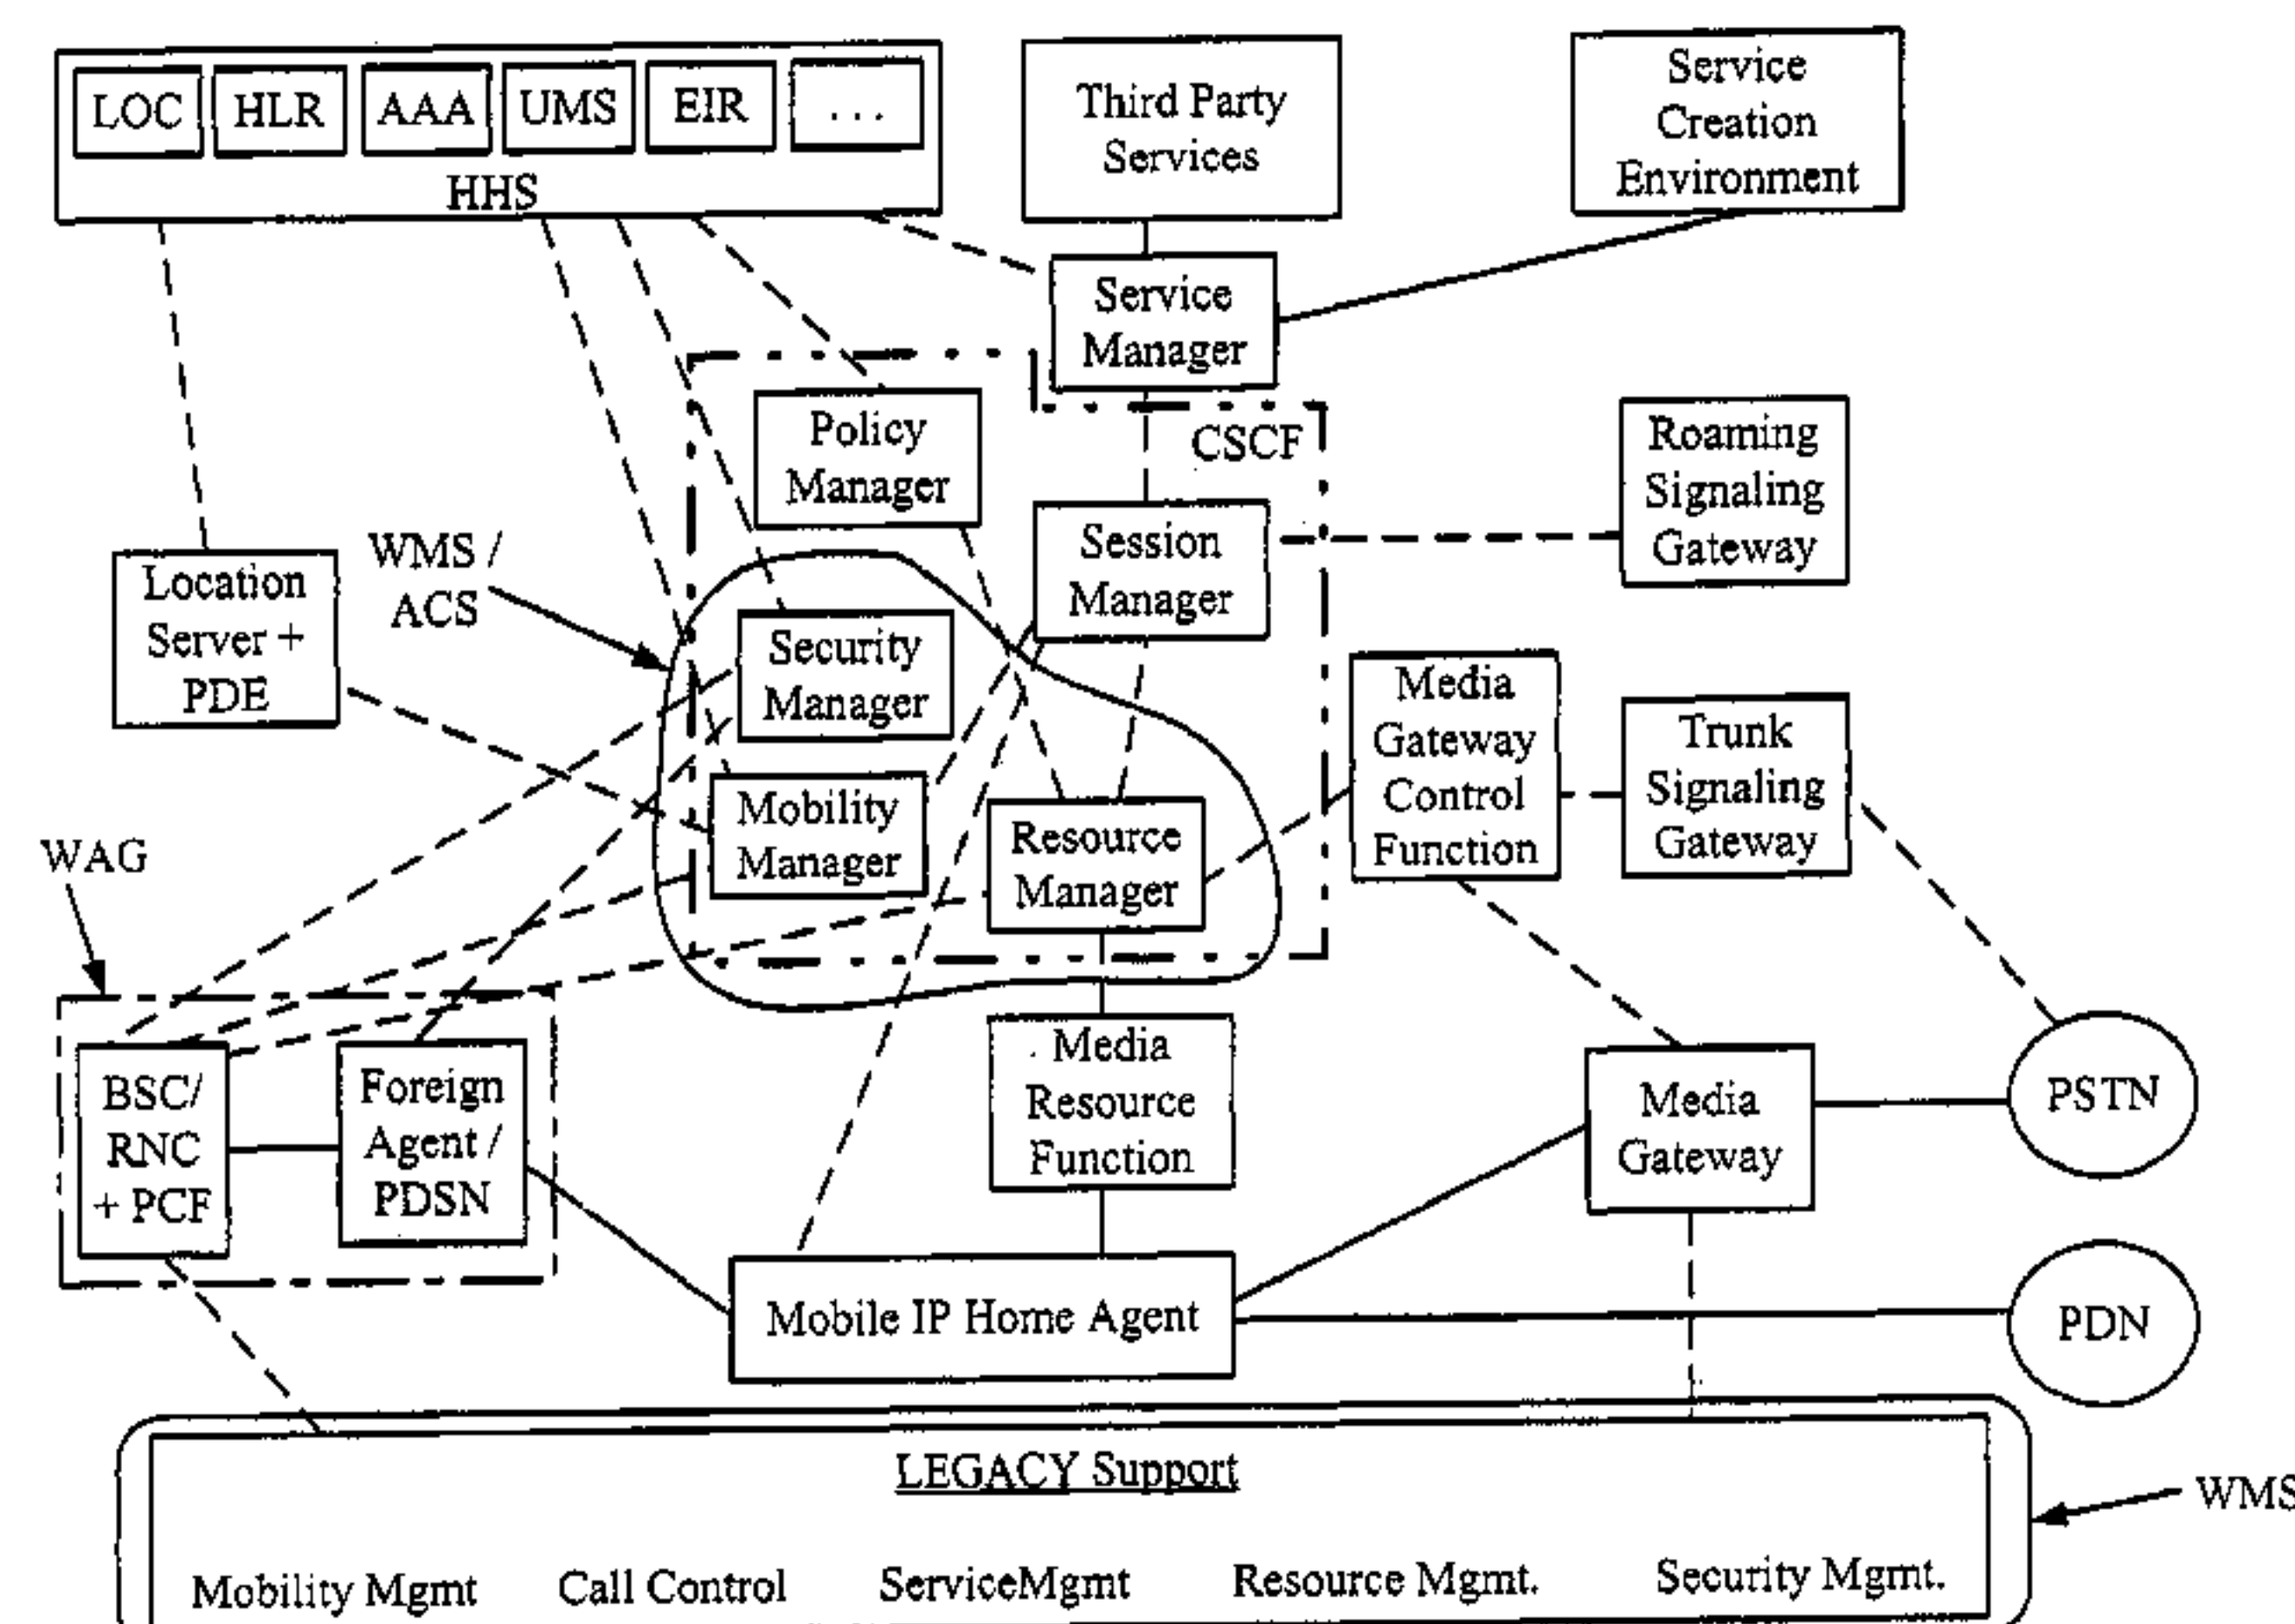 LOC
HLR
AAA
UMS
EIR
...
HHS
Third Party
Services
Service
Creation
Environment
Service
Manager
Policy
Manager
CSCF
Session
Manager
Roaming
Signaling
Gateway
WMS /
ACS
Location
Server +
PDE
Security
Manager
Mobility
Manager
Resource
Manager
Media
Gateway
Control
Function
Trunk
Signaling
Gateway
WAG
BSC/
RNC
+ PCF
Foreign
Agent /
PDSN
Media
Resource
Function
Media
Gateway
PSTN
Mobile IP Home Agent
PDN
LEGACY Support
WMS
Mobility Mgmt
Call Control
ServiceMgmt
Resource Mgmt.
Security Mgmt.